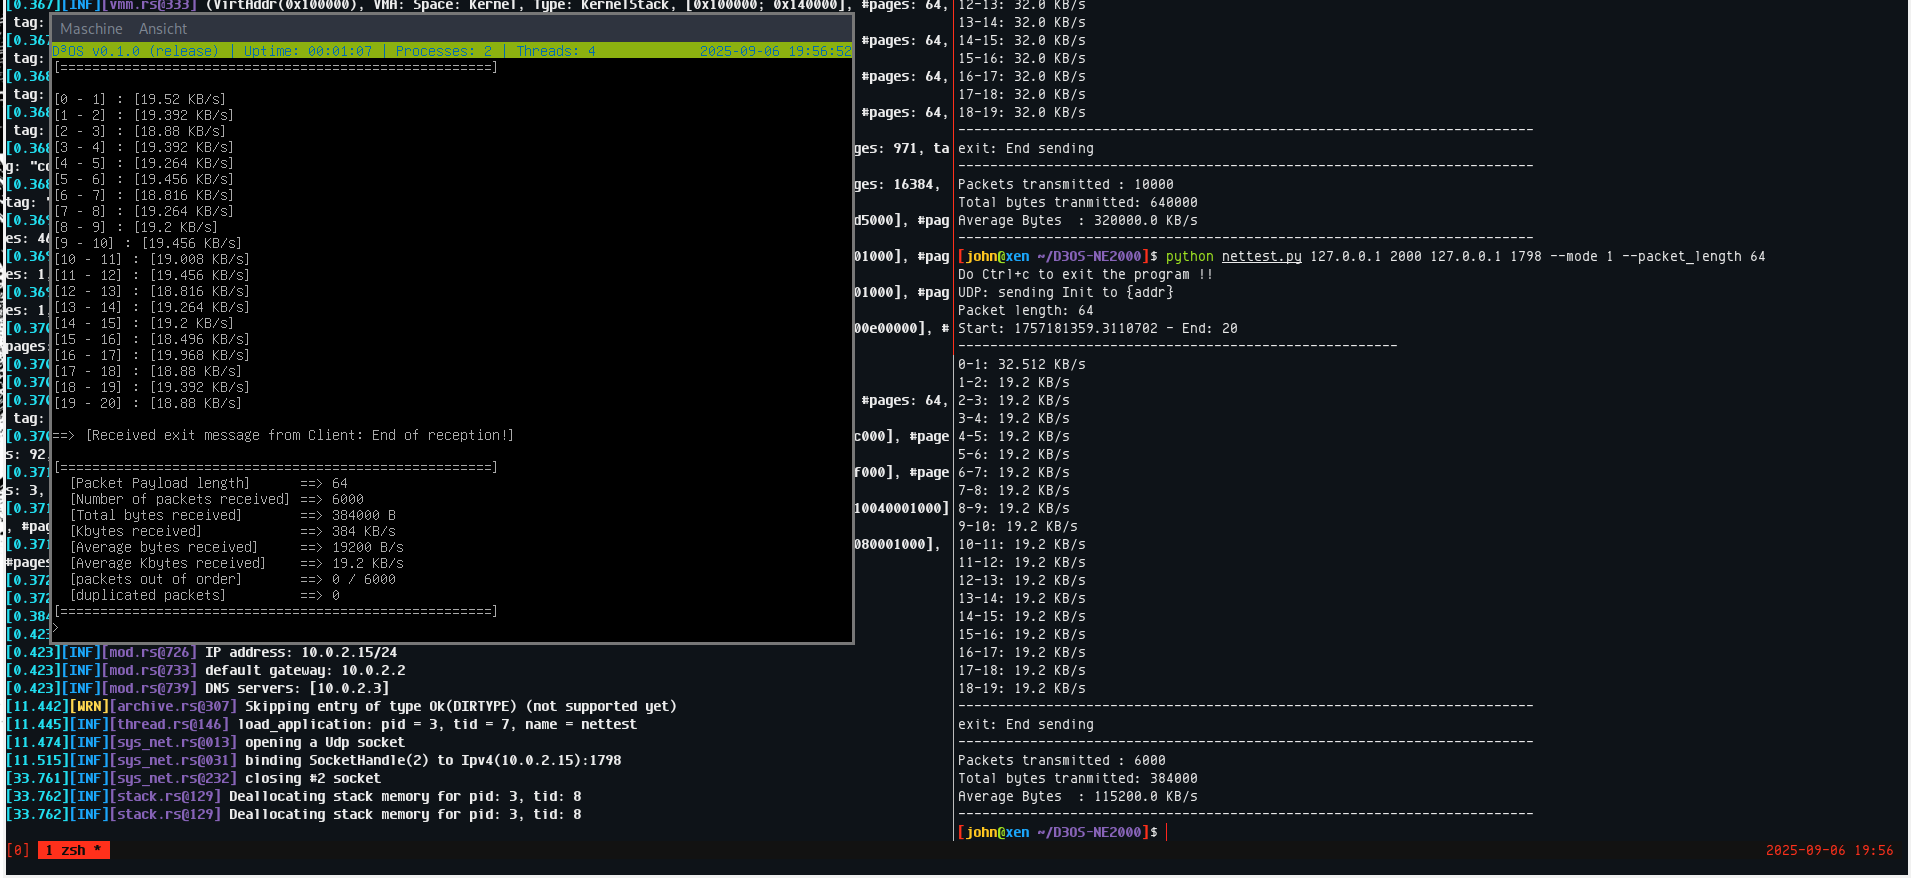 [0.367][INF][vmm.rs@333] (VirtAddr(0x100000), VMA: Space: Kernel, Type: KernelStack, [0x100000; 0x140000], #pages: 64,
tag:
[0.367
#pages: 64,
tag:
[0.368
#pages: 64,
tag:
[0.368
#pages: 64,
tag:
[0.368
ges: 971, ta
g: "co
[0.368
ges: 16384,
tag: "
[0.369
d5000], #pag
es: 46
[0.369
01000], #pag
es: 1,
[0.369
01000], #pag
es: 1,
[0.370
00e00000], #
pages:
[0.370
[0.370
[0.370
#pages: 64,
tag:
[0.370
c000], #page
s: 92,
[0.371
f000], #page
s: 3,
[0.371
10040001000]
, #pag
[0.371
080001000],
#pages
[0.372
[0.372
[0.384
[0.423
Maschine Ansicht
D³OS v0.1.0 (release) | Uptime: 00:01:07 | Processes: 2 | Threads: 4 2025-09-06 19:56:52
[======================================================]
[0 - 1] : [19.52 KB/s]
[1 - 2] : [19.392 KB/s]
[2 - 3] : [18.88 KB/s]
[3 - 4] : [19.392 KB/s]
[4 - 5] : [19.264 KB/s]
[5 - 6] : [19.456 KB/s]
[6 - 7] : [18.816 KB/s]
[7 - 8] : [19.264 KB/s]
[8 - 9] : [19.2 KB/s]
[9 - 10] : [19.456 KB/s]
[10 - 11] : [19.008 KB/s]
[11 - 12] : [19.456 KB/s]
[12 - 13] : [18.816 KB/s]
[13 - 14] : [19.264 KB/s]
[14 - 15] : [19.2 KB/s]
[15 - 16] : [18.496 KB/s]
[16 - 17] : [19.968 KB/s]
[17 - 18] : [18.88 KB/s]
[18 - 19] : [19.392 KB/s]
[19 - 20] : [18.88 KB/s]
==> [Received exit message from Client: End of reception!]
[======================================================]
[Packet Payload length] ==> 64
[Number of packets received] ==> 6000
[Total bytes received] ==> 384000 B
[Kbytes received] ==> 384 KB/s
[Average bytes received] ==> 19200 B/s
[Average Kbytes received] ==> 19.2 KB/s
[packets out of order] ==> 0 / 6000
[duplicated packets] ==> 0
[======================================================]
>
[0.423][INF][mod.rs@726] IP address: 10.0.2.15/24
[0.423][INF][mod.rs@733] default gateway: 10.0.2.2
[0.423][INF][mod.rs@739] DNS servers: [10.0.2.3]
[11.442][WRN][archive.rs@307] Skipping entry of type Ok(DIRTYPE) (not supported yet)
[11.445][INF][thread.rs@146] load_application: pid = 3, tid = 7, name = nettest
[11.474][INF][sys_net.rs@013] opening a Udp socket
[11.515][INF][sys_net.rs@031] binding SocketHandle(2) to Ipv4(10.0.2.15):1798
[33.761][INF][sys_net.rs@232] closing #2 socket
[33.762][INF][stack.rs@129] Deallocating stack memory for pid: 3, tid: 8
[33.762][INF][stack.rs@129] Deallocating stack memory for pid: 3, tid: 8
12-13: 32.0 KB/s
13-14: 32.0 KB/s
14-15: 32.0 KB/s
15-16: 32.0 KB/s
16-17: 32.0 KB/s
17-18: 32.0 KB/s
18-19: 32.0 KB/s
------------------------------------------------------------------------
exit: End sending
------------------------------------------------------------------------
Packets transmitted : 10000
Total bytes tranmitted: 640000
Average Bytes  : 320000.0 KB/s
------------------------------------------------------------------------
[john@xen ~/D3OS-NE2000]$ python nettest.py 127.0.0.1 2000 127.0.0.1 1798 --mode 1 --packet_length 64
Do Ctrl+c to exit the program !!
UDP: sending Init to {addr}
Packet length: 64
Start: 1757181359.3110702 - End: 20
-------------------------------------------------------
0-1: 32.512 KB/s
1-2: 19.2 KB/s
2-3: 19.2 KB/s
3-4: 19.2 KB/s
4-5: 19.2 KB/s
5-6: 19.2 KB/s
6-7: 19.2 KB/s
7-8: 19.2 KB/s
8-9: 19.2 KB/s
9-10: 19.2 KB/s
10-11: 19.2 KB/s
11-12: 19.2 KB/s
12-13: 19.2 KB/s
13-14: 19.2 KB/s
14-15: 19.2 KB/s
15-16: 19.2 KB/s
16-17: 19.2 KB/s
17-18: 19.2 KB/s
18-19: 19.2 KB/s
------------------------------------------------------------------------
exit: End sending
------------------------------------------------------------------------
Packets transmitted : 6000
Total bytes tranmitted: 384000
Average Bytes  : 115200.0 KB/s
------------------------------------------------------------------------
[john@xen ~/D3OS-NE2000]$
[0] 1 zsh * 2025-09-06 19:56